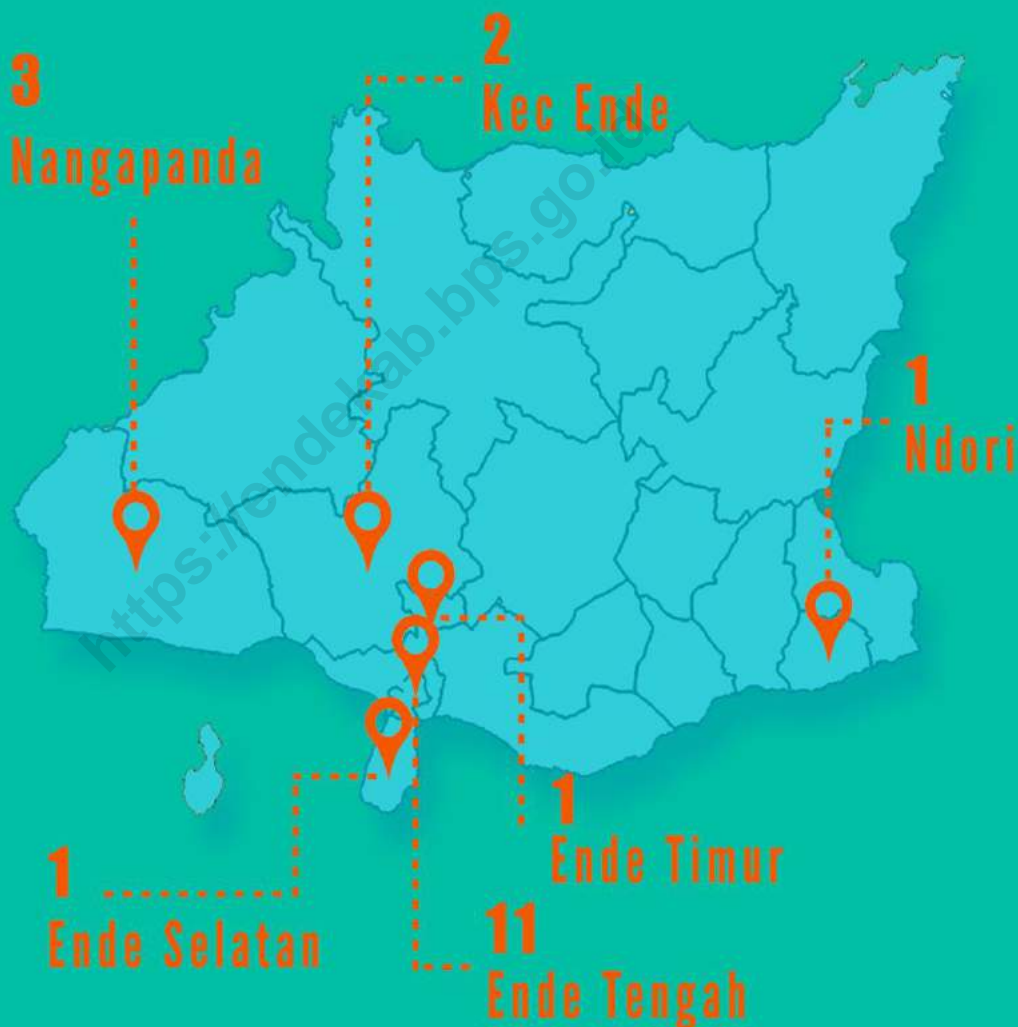 2
Kec Ende
3
Nangapanda
1
Ndori
1
Ende Timur
1
Ende Selatan
11
Ende Tengah
https://endekab.bps.go.id